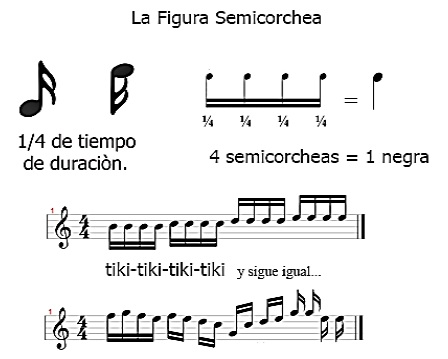 La Figura Semicorchea
¼ ¼ ¼ ¼
=
1/4 de tiempo
de duraciòn.
4 semicorcheas = 1 negra
1
4
4
tiki-tiki-tiki-tiki y sigue igual...
1
4
4